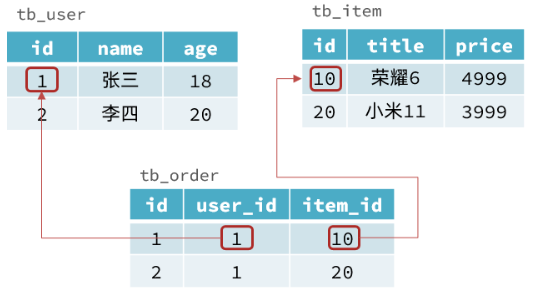 tb_user
id name age
1 张三 18
2 李四 20
tb_item
id title price
10 荣耀6 4999
20 小米11 3999
tb_order
id user_id item_id
1 1 10
2 1 20